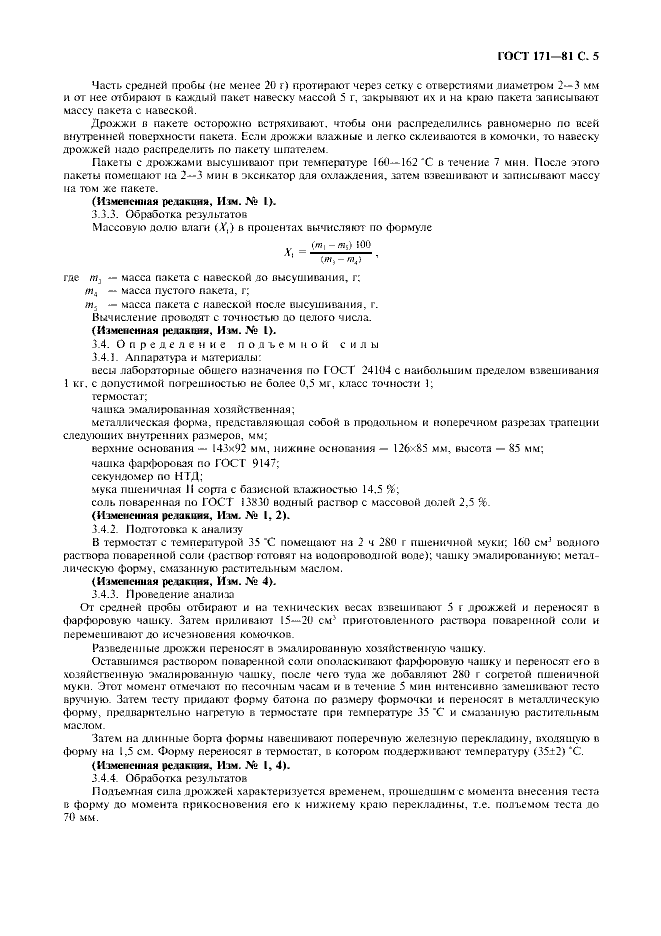 ГОСТ 171—81 С. 5
Часть средней пробы (не менее 20 г) протирают через сетку с отверстиями диаметром 2—3 мм
и от нее отбирают в каждый пакет навеску массой 5 г, закрывают их и на краю пакета записывают
массу пакета с навеской.
Дрожжи в пакете осторожно встряхивают, чтобы они распределились равномерно по всей
внутренней поверхности пакета. Если дрожжи влажные и легко склеиваются в комочки, то навеску
дрожжей надо распределить по пакету шпателем.
Пакеты с дрожжами высушивают при температуре 160—162 °С в течение 7 мин. После этого
пакеты помещают на 2—3 мин в эксикатор для охлаждения, затем взвешивают и записывают массу
на том же пакете.
(Измененная редакция, Изм. № 1).
3.3.3. Обработка результатов
Массовую долю влаги (X₁) в процентах вычисляют по формуле
X₁ = (m₃ − m₅) 100 / (m₃ − m₄) ,
где m₃ — масса пакета с навеской до высушивания, г;
m₄ — масса пустого пакета, г;
m₅ — масса пакета с навеской после высушивания, г.
Вычисление проводят с точностью до целого числа.
(Измененная редакция, Изм. № 1).
3.4. Определение подъемной силы
3.4.1. Аппаратура и материалы:
весы лабораторные общего назначения по ГОСТ 24104 с наибольшим пределом взвешивания
1 кг, с допустимой погрешностью не более 0,5 мг, класс точности 1;
термостат;
чашка эмалированная хозяйственная;
металлическая форма, представляющая собой в продольном и поперечном разрезах трапеции
следующих внутренних размеров, мм:
верхние основания — 143×92 мм, нижние основания — 126×85 мм, высота — 85 мм;
чашка фарфоровая по ГОСТ 9147;
секундомер по НТД;
мука пшеничная II сорта с базисной влажностью 14,5 %;
соль поваренная по ГОСТ 13830 водный раствор с массовой долей 2,5 %.
(Измененная редакция, Изм. № 1, 2).
3.4.2. Подготовка к анализу
В термостат с температурой 35 °С помещают на 2 ч 280 г пшеничной муки; 160 см³ водного
раствора поваренной соли (раствор готовят на водопроводной воде); чашку эмалированную; метал-
лическую форму, смазанную растительным маслом.
(Измененная редакция, Изм. № 4).
3.4.3. Проведение анализа
От средней пробы отбирают и на технических весах взвешивают 5 г дрожжей и переносят в
фарфоровую чашку. Затем приливают 15—20 см³ приготовленного раствора поваренной соли и
перемешивают до исчезновения комочков.
Разведенные дрожжи переносят в эмалированную хозяйственную чашку.
Оставшимся раствором поваренной соли ополаскивают фарфоровую чашку и переносят его в
хозяйственную эмалированную чашку, после чего туда же добавляют 280 г согретой пшеничной
муки. Этот момент отмечают по песочным часам и в течение 5 мин интенсивно замешивают тесто
вручную. Затем тесту придают форму батона по размеру формочки и переносят в металлическую
форму, предварительно нагретую в термостате при температуре 35 °С и смазанную растительным
маслом.
Затем на длинные борта формы навешивают поперечную железную перекладину, входящую в
форму на 1,5 см. Форму переносят в термостат, в котором поддерживают температуру (35±2) °С.
(Измененная редакция, Изм. № 1, 4).
3.4.4. Обработка результатов
Подъемная сила дрожжей характеризуется временем, прошедшим с момента внесения теста
в форму до момента прикосновения его к нижнему краю перекладины, т.е. подъемом теста до
70 мм.